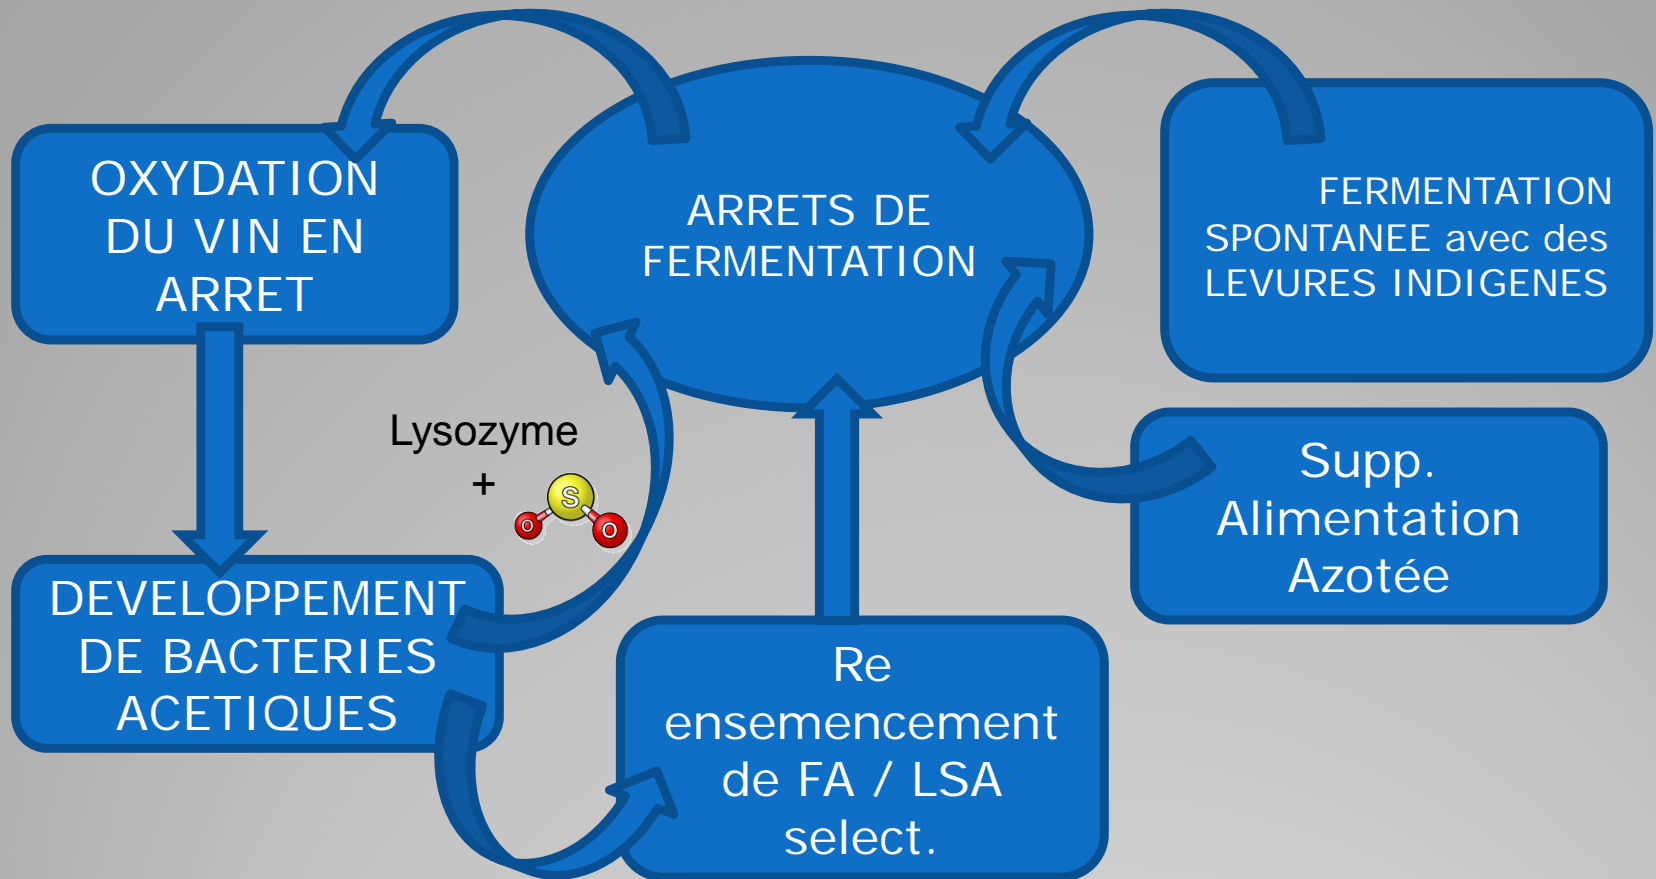 OXYDATION
DU VIN EN
ARRET
ARRETS DE
FERMENTATION
FERMENTATION
SPONTANEE avec des
LEVURES INDIGENES
Lysozyme
+
S
O
O
Supp.
Alimentation
Azotée
DEVELOPPEMENT
DE BACTERIES
ACETIQUES
Re
ensemencement
de FA / LSA
select.